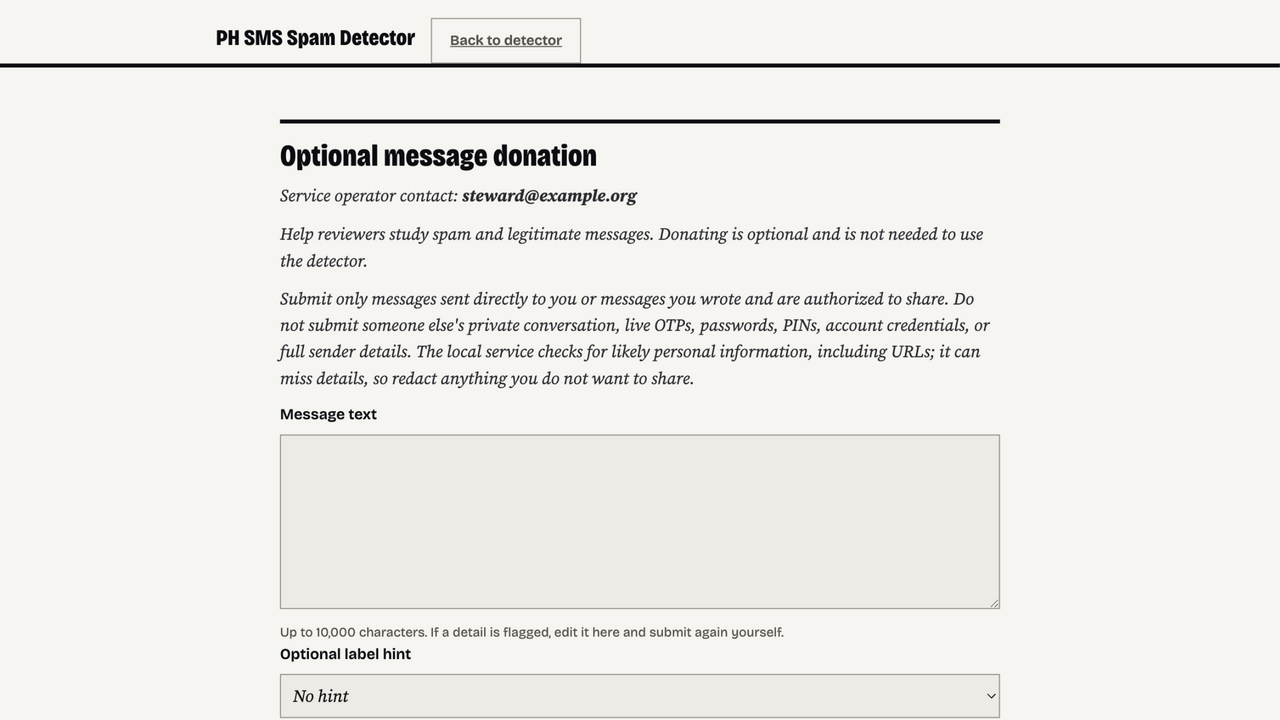 PH SMS Spam Detector
Back to detector
Optional message donation
Service operator contact: steward@example.org
Help reviewers study spam and legitimate messages. Donating is optional and is not needed to use
the detector.
Submit only messages sent directly to you or messages you wrote and are authorized to share. Do
not submit someone else's private conversation, live OTPs, passwords, PINs, account credentials, or
full sender details. The local service checks for likely personal information, including URLs; it can
miss details, so redact anything you do not want to share.
Message text
Up to 10,000 characters. If a detail is flagged, edit it here and submit again yourself.
Optional label hint
No hint